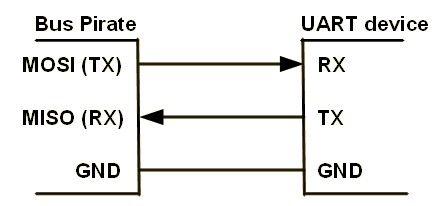 Bus Pirate UART device
MOSI (TX) RX
MISO (RX) TX
GND GND